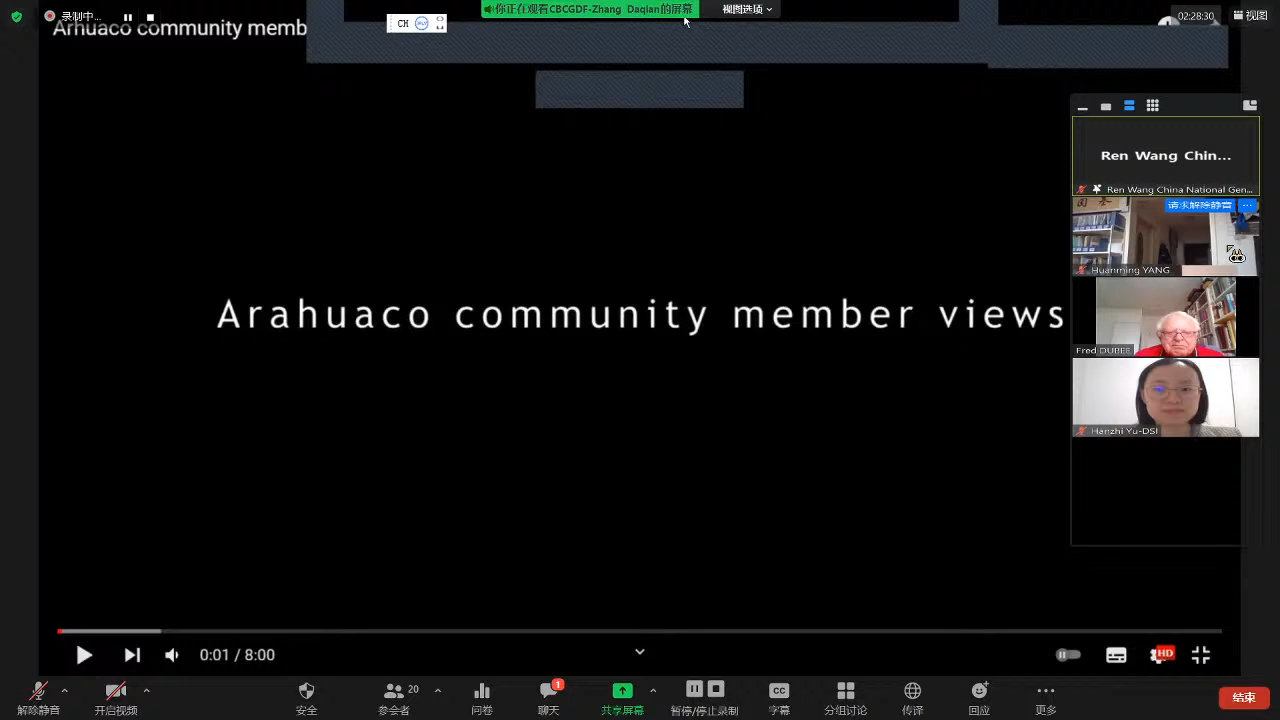 录制中...
你正在观看CBCGDF-Zhang Daqian的屏幕
视图选项
02:28:30
视图
Arhuaco community memb
CH
Ren Wang Chin...
Ren Wang China National Gen...
请求解除静音
Huanming YANG
Fred DUBEE
Hanzhi Yu-DSI
Arahuaco community member views
0:01 / 8:00
HD
解除静音
开启视频
安全
20
参会者
问卷
1
聊天
共享屏幕
暂停/停止录制
CC
字幕
分组讨论
传译
回应
更多
结束